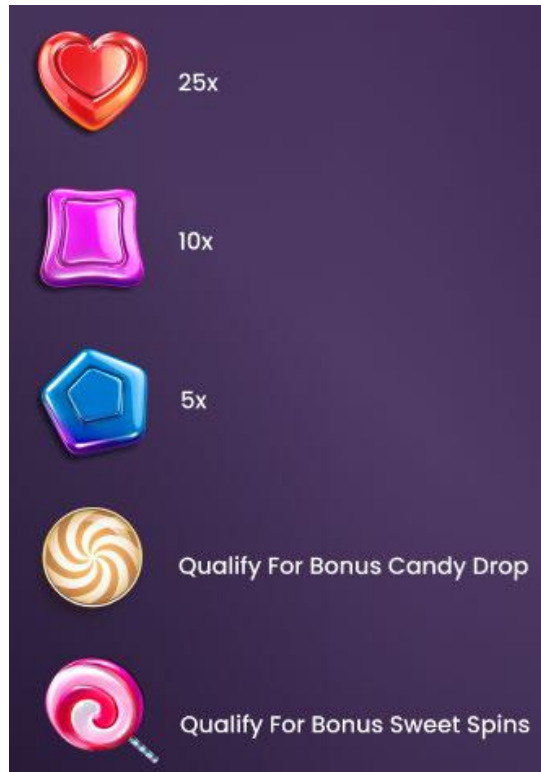 25x
10x
5x
Qualify For Bonus Candy Drop
Qualify For Bonus Sweet Spins